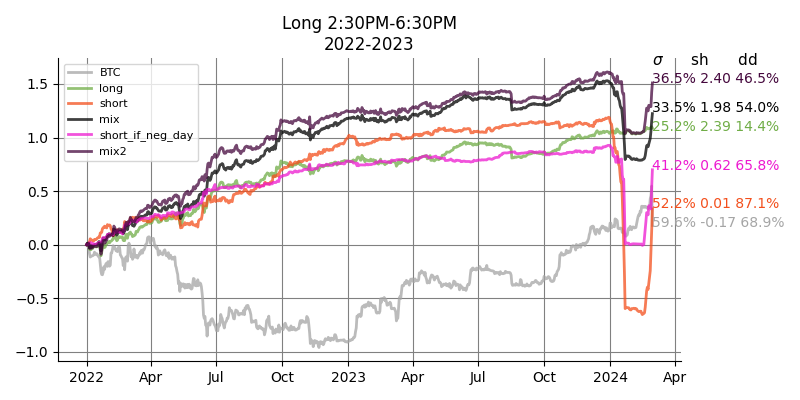 Long 2:30PM-6:30PM
2022-2023
σ sh dd
BTC
long
short
mix
short_if_neg_day
mix2
36.5% 2.40 46.5%
33.5% 1.98 54.0%
25.2% 2.39 14.4%
41.2% 0.62 65.8%
52.2% 0.01 87.1%
59.6% -0.17 68.9%
1.5
1.0
0.5
0.0
−0.5
−1.0
2022 Apr Jul Oct 2023 Apr Jul Oct 2024 Apr